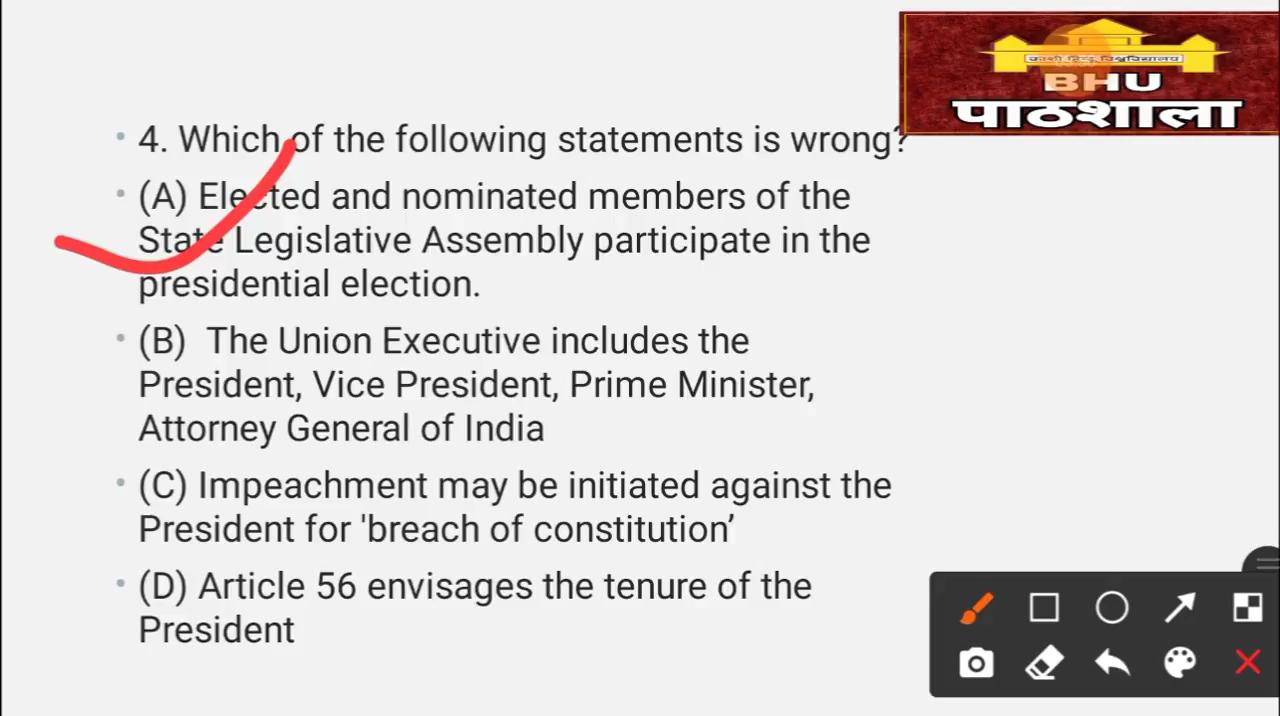 काशी हिन्दू विश्वविद्यालय
BHU
पाठशाला
4. Which of the following statements is wrong?
(A) Elected and nominated members of the
State Legislative Assembly participate in the
presidential election.
(B) The Union Executive includes the
President, Vice President, Prime Minister,
Attorney General of India
(C) Impeachment may be initiated against the
President for 'breach of constitution’
(D) Article 56 envisages the tenure of the
President